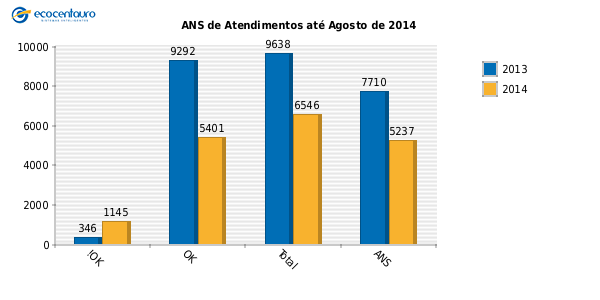 ecocentauro
ANS de Atendimentos até Agosto de 2014
10000
8000
6000
4000
2000
0
346
1145
9292
5401
9638
6546
7710
5237
!OK
OK
Total
ANS
2013
2014